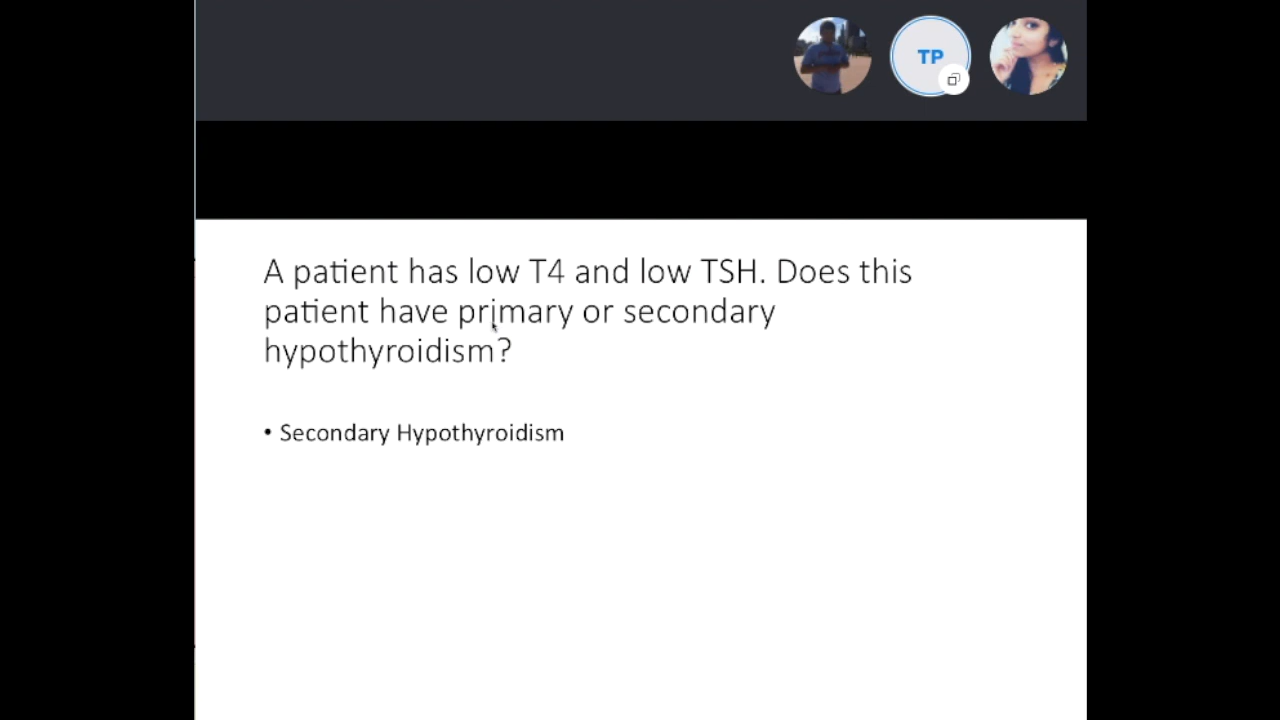 TP
A patient has low T4 and low TSH. Does this
patient have primary or secondary
hypothyroidism?
• Secondary Hypothyroidism